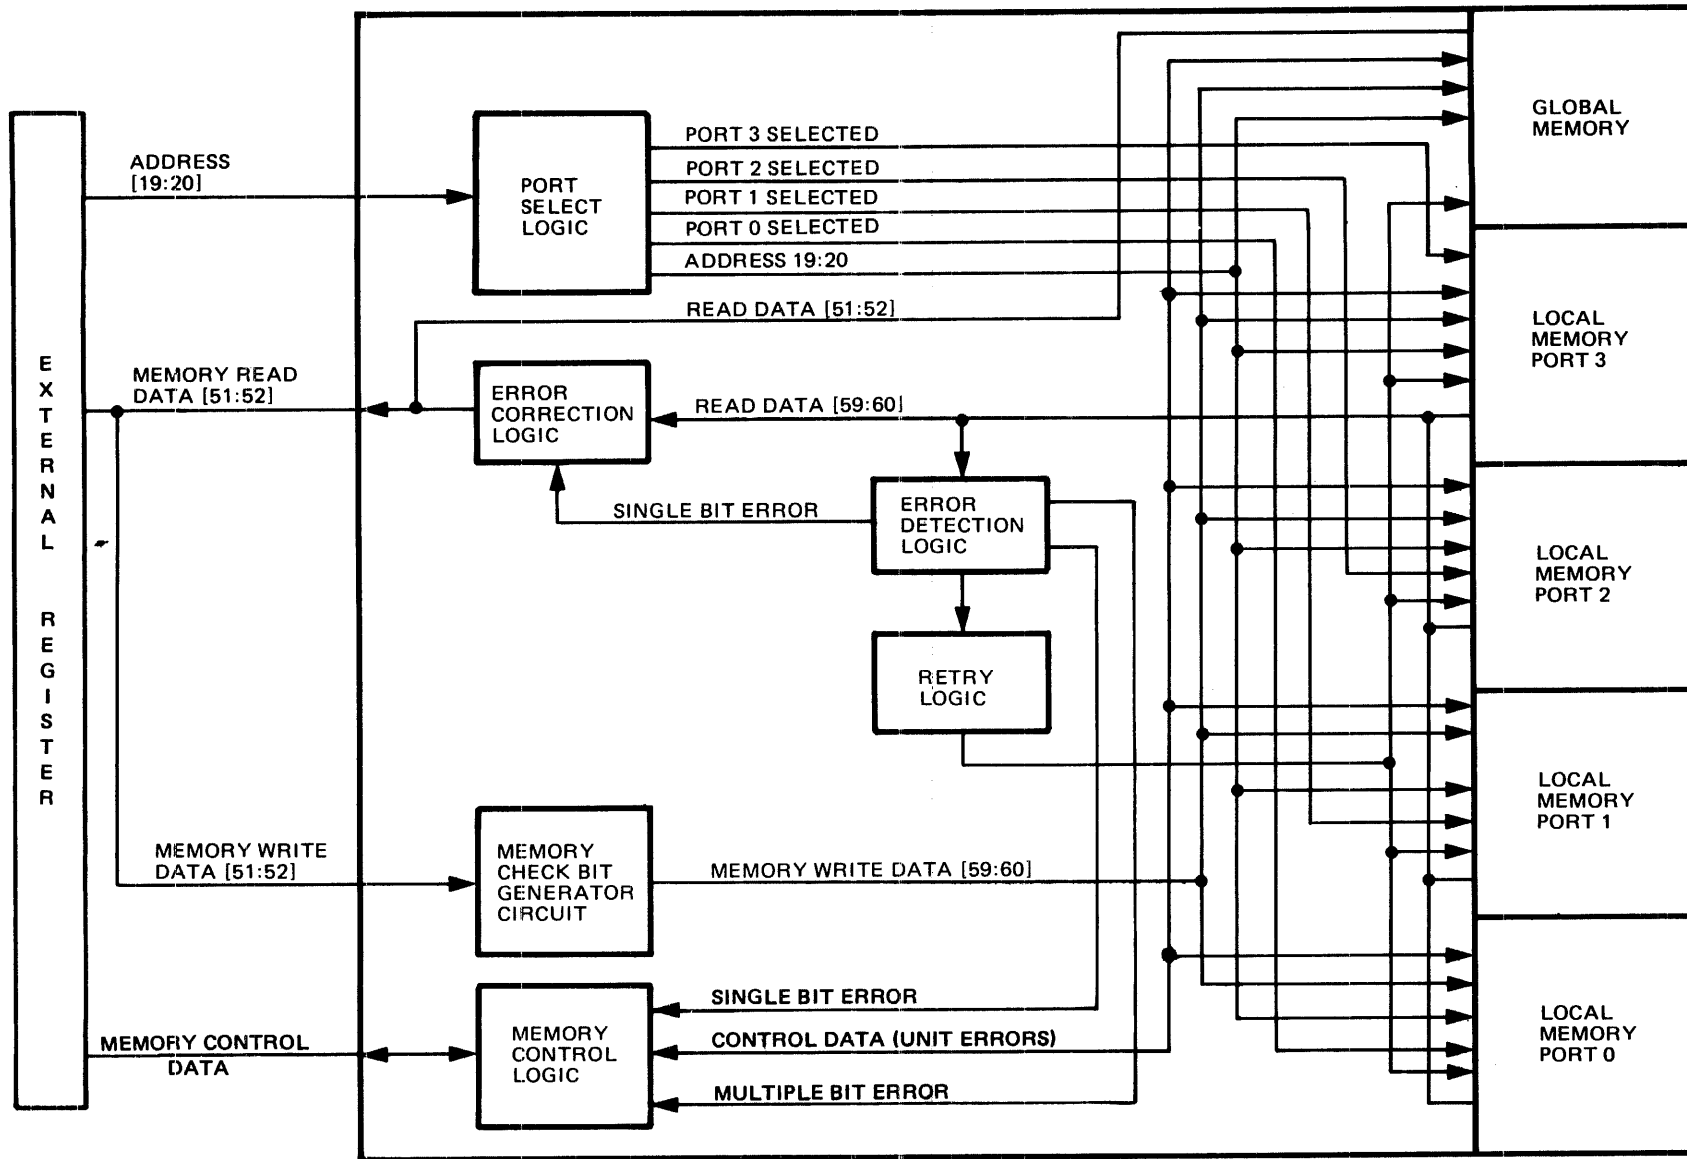 EXTERNAL REGISTER
ADDRESS
[19:20]
PORT
SELECT
LOGIC
PORT 3 SELECTED
PORT 2 SELECTED
PORT 1 SELECTED
PORT 0 SELECTED
ADDRESS 19:20
READ DATA [51:52]
GLOBAL
MEMORY
LOCAL
MEMORY
PORT 3
MEMORY READ
DATA [51:52]
ERROR
CORRECTION
LOGIC
READ DATA [59:60]
SINGLE BIT ERROR
ERROR
DETECTION
LOGIC
LOCAL
MEMORY
PORT 2
RETRY
LOGIC
LOCAL
MEMORY
PORT 1
MEMORY WRITE
DATA [51:52]
MEMORY
CHECK BIT
GENERATOR
CIRCUIT
MEMORY WRITE DATA [59:60]
MEMORY CONTROL
DATA
MEMORY
CONTROL
LOGIC
SINGLE BIT ERROR
CONTROL DATA (UNIT ERRORS)
MULTIPLE BIT ERROR
LOCAL
MEMORY
PORT 0